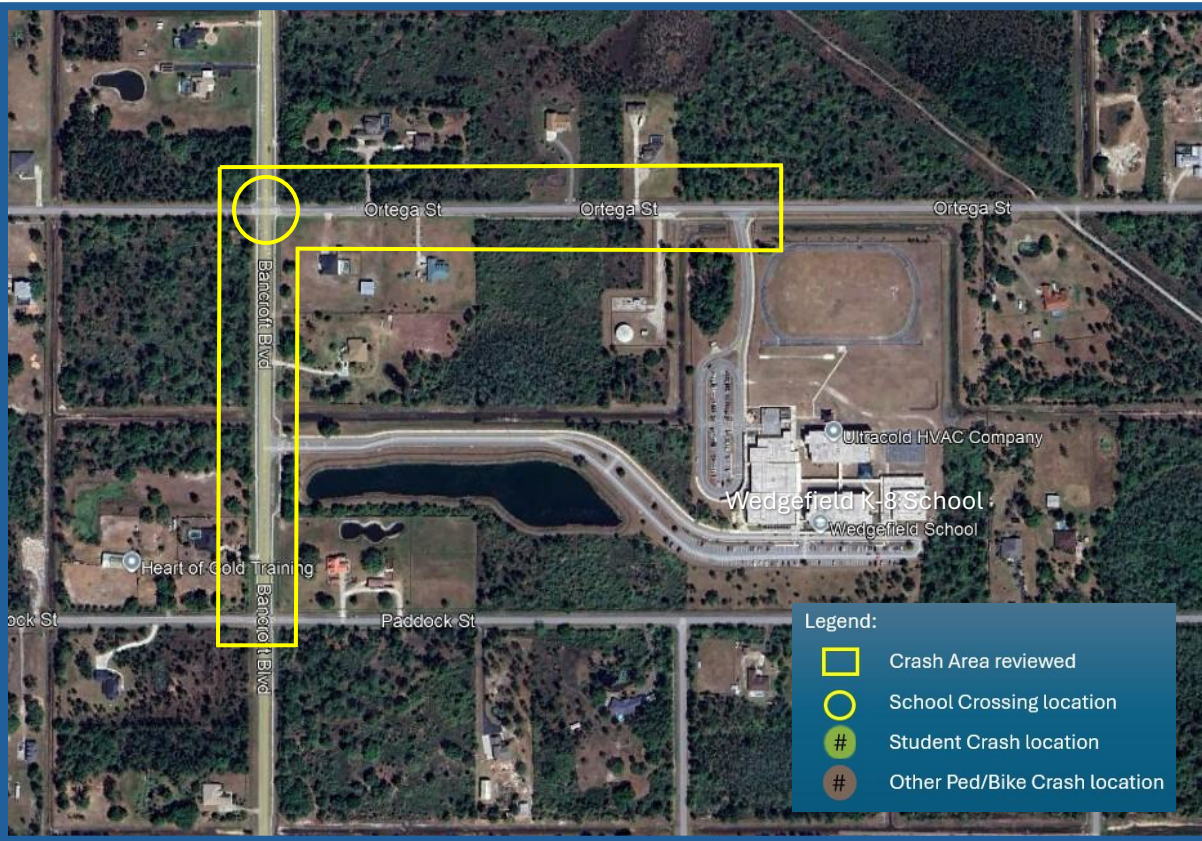 Ortega St
Ortega St
Ortega St
Bancroft Blvd
Ultracold HVAC Company
Wedgefield K-8 School
Wedgefield School
Heart of Gold Training
Bancroft Blvd
ock St
Paddock St
Legend:
Crash Area reviewed
School Crossing location
# Student Crash location
# Other Ped/Bike Crash location